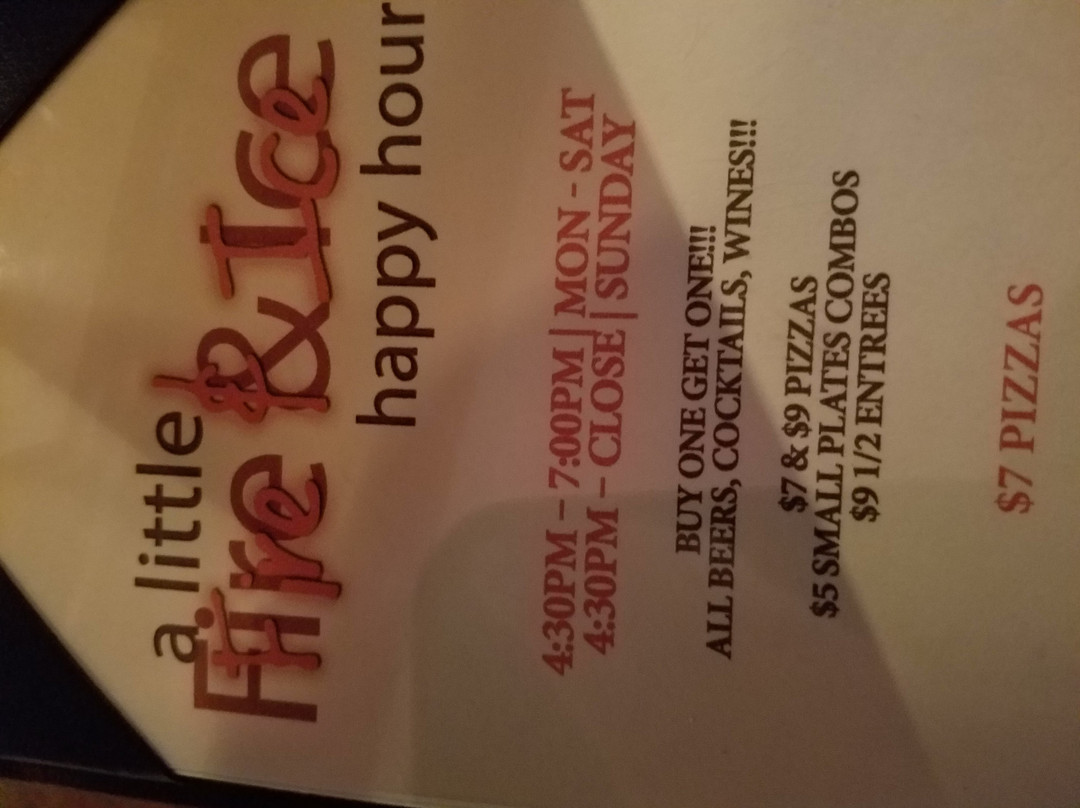 a little
Fire & Ice
happy hour
4:30PM – 7:00PM | MON - SAT
4:30PM – CLOSE | SUNDAY
BUY ONE GET ONE!!!
ALL BEERS, COCKTAILS, WINES!!!
$7 & $9 PIZZAS
$5 SMALL PLATES COMBOS
$9 1/2 ENTREES
$7 PIZZAS